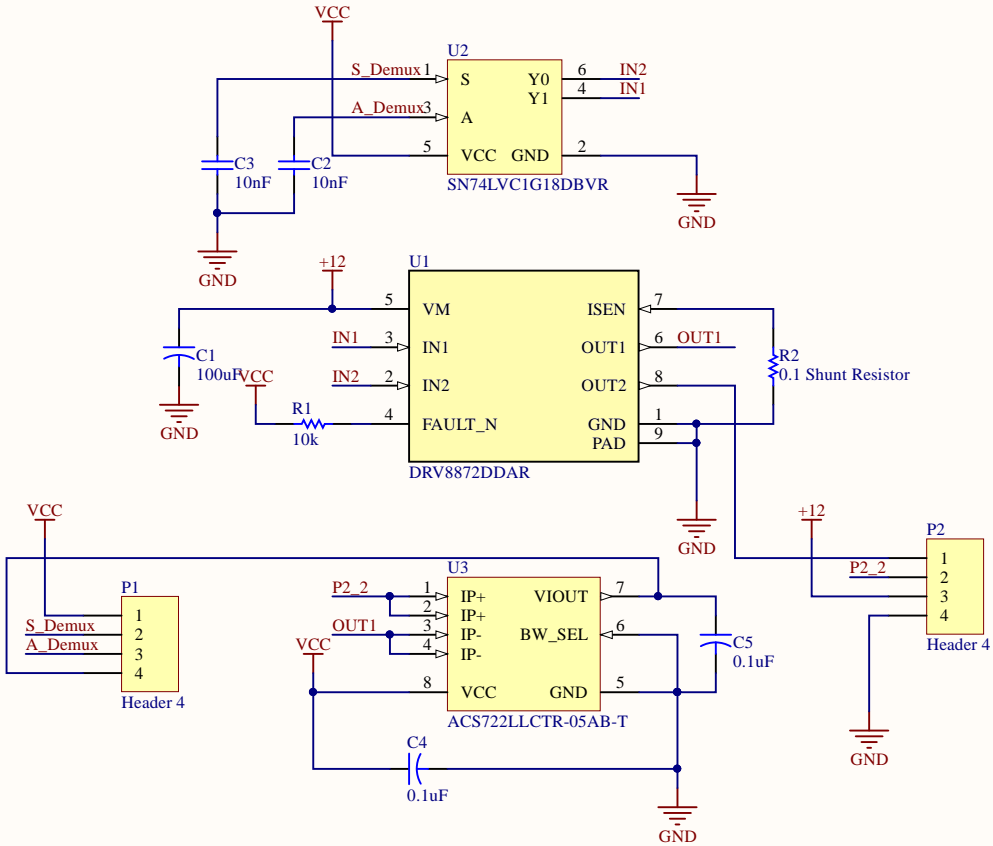 VCC
U2
S_Demux 1 S Y0 6 IN2
Y1 4 IN1
A_Demux 3 A
5 VCC GND 2
C3
10nF
C2
10nF
SN74LVC1G18DBVR
GND
GND
+12
U1
5 VM ISEN 7
IN1 3 IN1 OUT1 6 OUT1
IN2 2 IN2 OUT2 8
4 FAULT_N GND 1
PAD 9
C1
100uF
VCC
GND
R1
10k
R2
0.1 Shunt Resistor
DRV8872DDAR
GND
VCC
P1
1
S_Demux 2
A_Demux 3
4
Header 4
U3
P2_2 1 IP+ VIOUT 7
2 IP+
OUT1 3 IP- BW_SEL 6
4 IP-
VCC
8 VCC GND 5
ACS722LLCTR-05AB-T
C5
0.1uF
C4
0.1uF
GND
+12
P2
1
P2_2 2
3
4
Header 4
GND